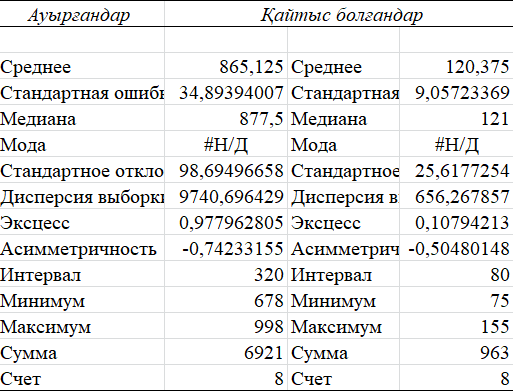 Ауырғандар Қайтыс болғандар
Среднее 865,125 Среднее 120,375
Стандартная ошибк 34,89394007 Стандартная 9,05723369
Медиана 877,5 Медиана 121
Мода #Н/Д Мода #Н/Д
Стандартное откло 98,69496658 Стандартное 25,6177254
Дисперсия выборки 9740,696429 Дисперсия в 656,267857
Эксцесс 0,977962805 Эксцесс 0,10794213
Асимметричность -0,74233155 Асимметрич -0,50480148
Интервал 320 Интервал 80
Минимум 678 Минимум 75
Максимум 998 Максимум 155
Сумма 6921 Сумма 963
Счет 8 Счет 8